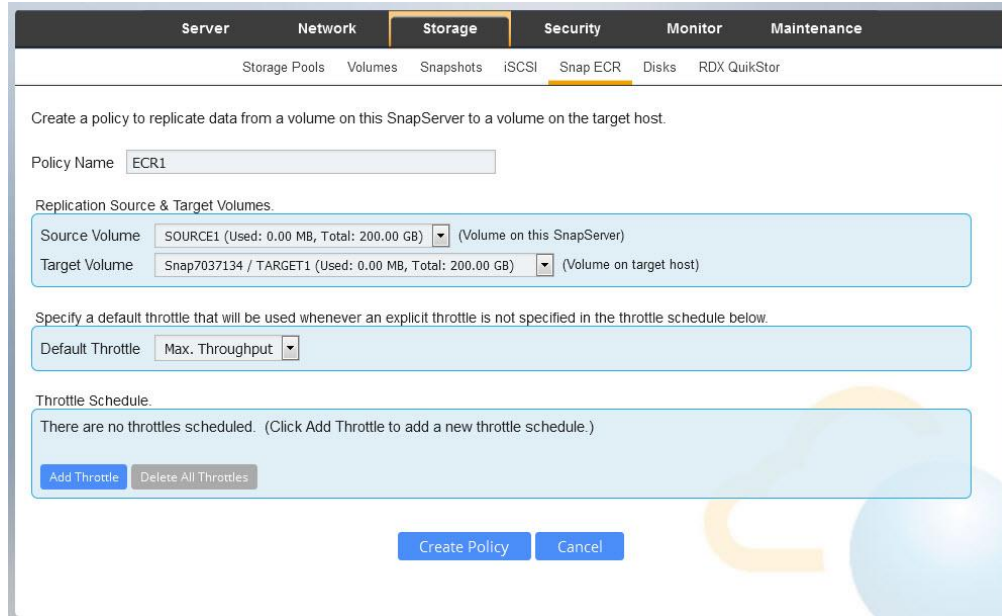 Server Network Storage Security Monitor Maintenance
Storage Pools Volumes Snapshots iSCSI Snap ECR Disks RDX QuikStor
Create a policy to replicate data from a volume on this SnapServer to a volume on the target host.
Policy Name ECR1
Replication Source & Target Volumes.
Source Volume SOURCE1 (Used: 0.00 MB, Total: 200.00 GB) (Volume on this SnapServer)
Target Volume Snap7037134 / TARGET1 (Used: 0.00 MB, Total: 200.00 GB) (Volume on target host)
Specify a default throttle that will be used whenever an explicit throttle is not specified in the throttle schedule below.
Default Throttle Max. Throughput
Throttle Schedule.
There are no throttles scheduled. (Click Add Throttle to add a new throttle schedule.)
Add Throttle Delete All Throttles
Create Policy Cancel